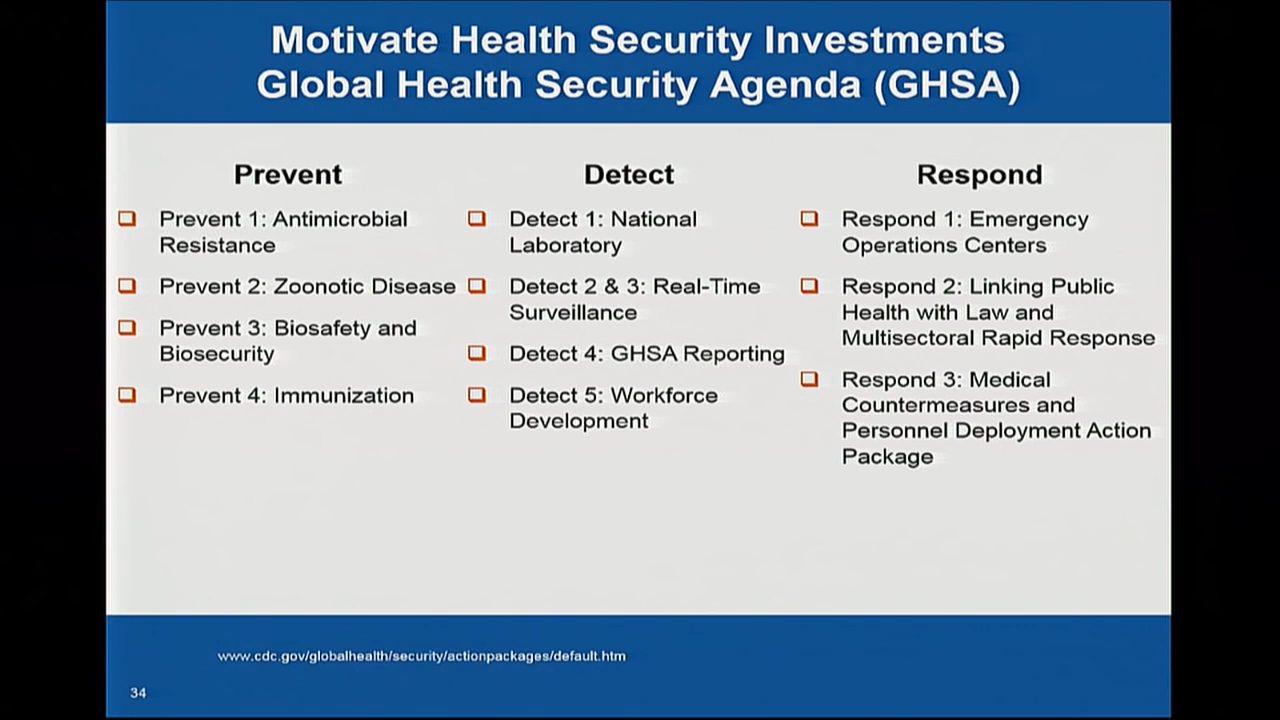 Motivate Health Security Investments
Global Health Security Agenda (GHSA)
Prevent
Prevent 1: Antimicrobial
Resistance
Prevent 2: Zoonotic Disease
Prevent 3: Biosafety and
Biosecurity
Prevent 4: Immunization
Detect
Detect 1: National
Laboratory
Detect 2 & 3: Real-Time
Surveillance
Detect 4: GHSA Reporting
Detect 5: Workforce
Development
Respond
Respond 1: Emergency
Operations Centers
Respond 2: Linking Public
Health with Law and
Multisectoral Rapid Response
Respond 3: Medical
Countermeasures and
Personnel Deployment Action
Package
www.cdc.gov/globalhealth/security/actionpackages/default.htm
34